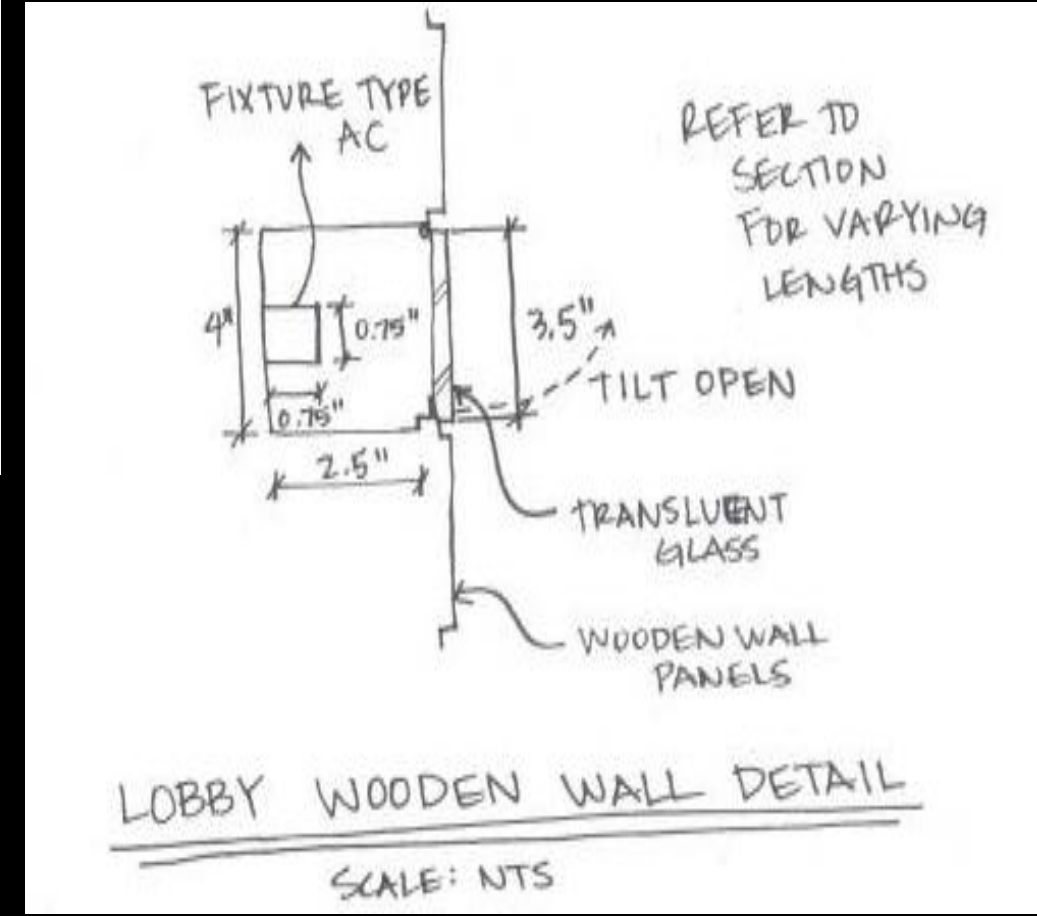 FIXTURE TYPE
AC
REFER TO
SECTION
FOR VARYING
LENGTHS
4"
0.75"
3.5"
0.75"
TILT OPEN
2.5"
TRANSLUENT
GLASS
WOODEN WALL
PANELS
LOBBY WOODEN WALL DETAIL
SCALE: NTS